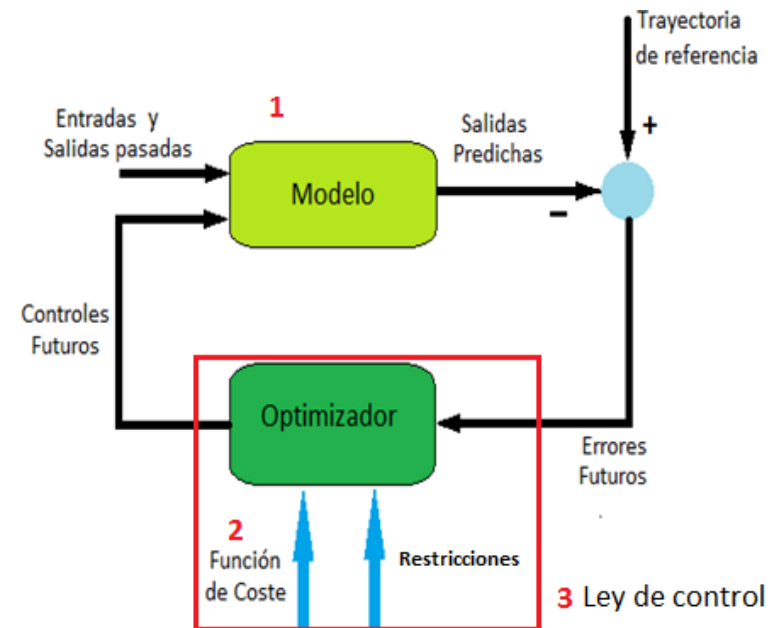 Trayectoria
de referencia
1
+
Entradas y
Salidas pasadas
Salidas
Predichas
Modelo
−
Controles
Futuros
Optimizador
Errores
Futuros
2
Función
de Coste
Restricciones
3 Ley de control